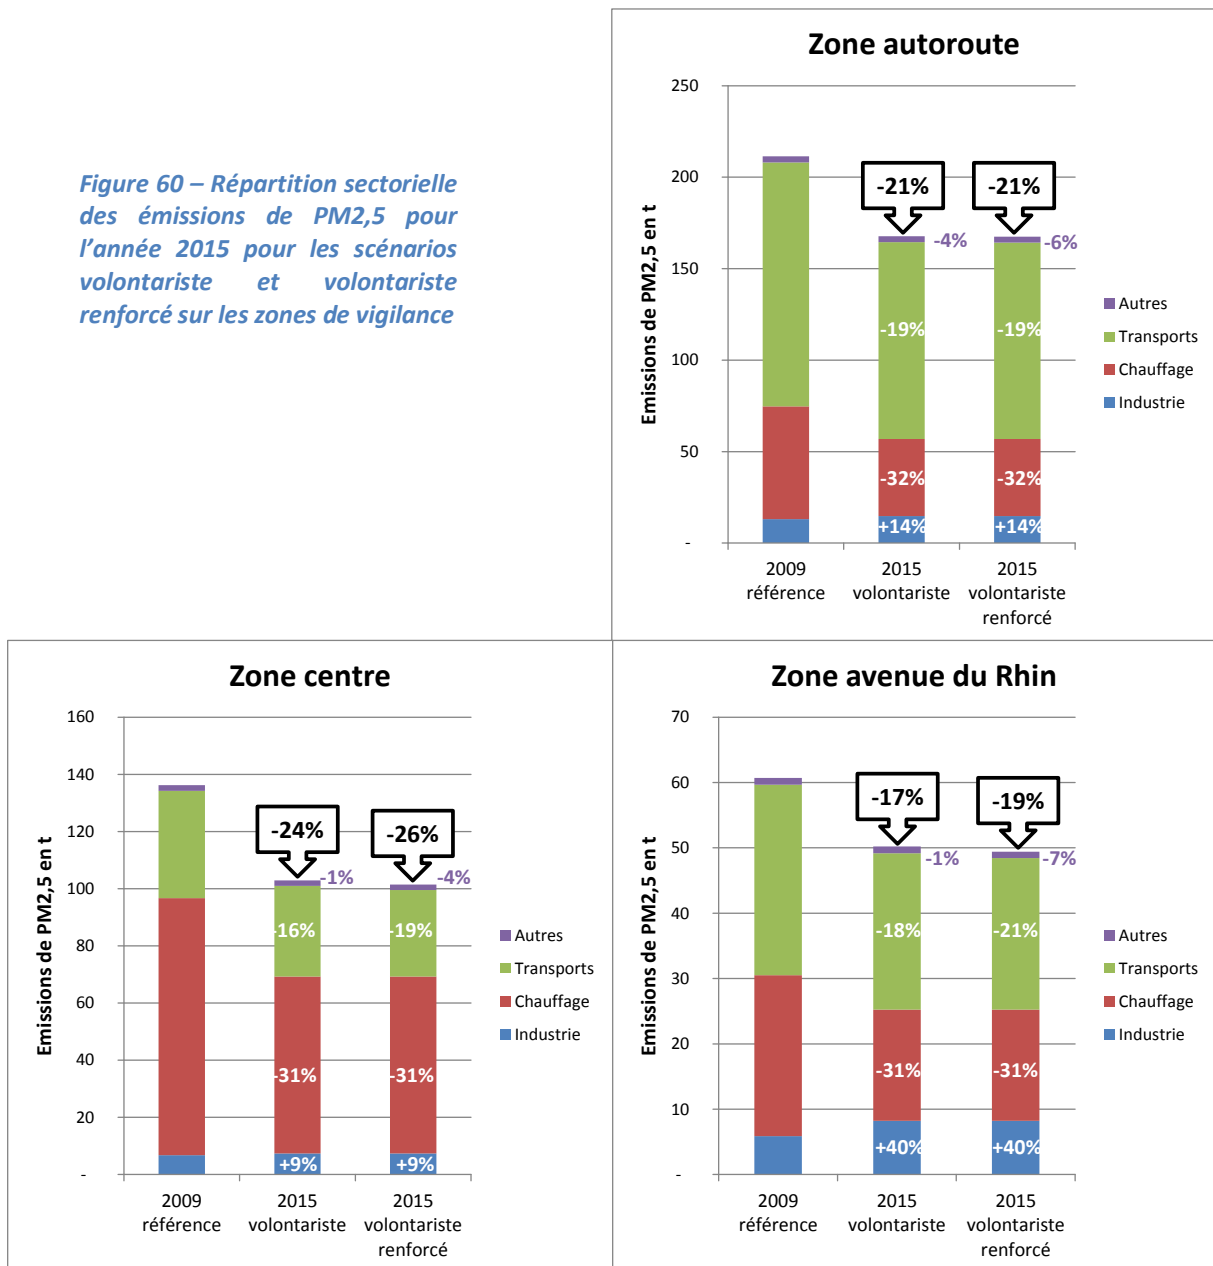 Figure 60 – Répartition sectorielle
des émissions de PM2,5 pour
l'année 2015 pour les scénarios
volontariste et volontariste
renforcé sur les zones de vigilance
Zone autoroute
Emissions de PM2,5 en t
250
200
150
100
50
-
-21%
-21%
-4%
-6%
-19%
-19%
-32%
-32%
+14%
+14%
Autres
Transports
Chauffage
Industrie
2009
référence
2015
volontariste
2015
volontariste
renforcé
Zone centre
Emissions de PM2,5 en t
160
140
120
100
80
60
40
20
-
-24%
-26%
-1%
-4%
-16%
-19%
-31%
-31%
+9%
+9%
Autres
Transports
Chauffage
Industrie
2009
référence
2015
volontariste
2015
volontariste
renforcé
Zone avenue du Rhin
Emissions de PM2,5 en t
70
60
50
40
30
20
10
-
-17%
-19%
-1%
-7%
-18%
-21%
-31%
-31%
+40%
+40%
Autres
Transports
Chauffage
Industrie
2009
référence
2015
volontariste
2015
volontariste
renforcé